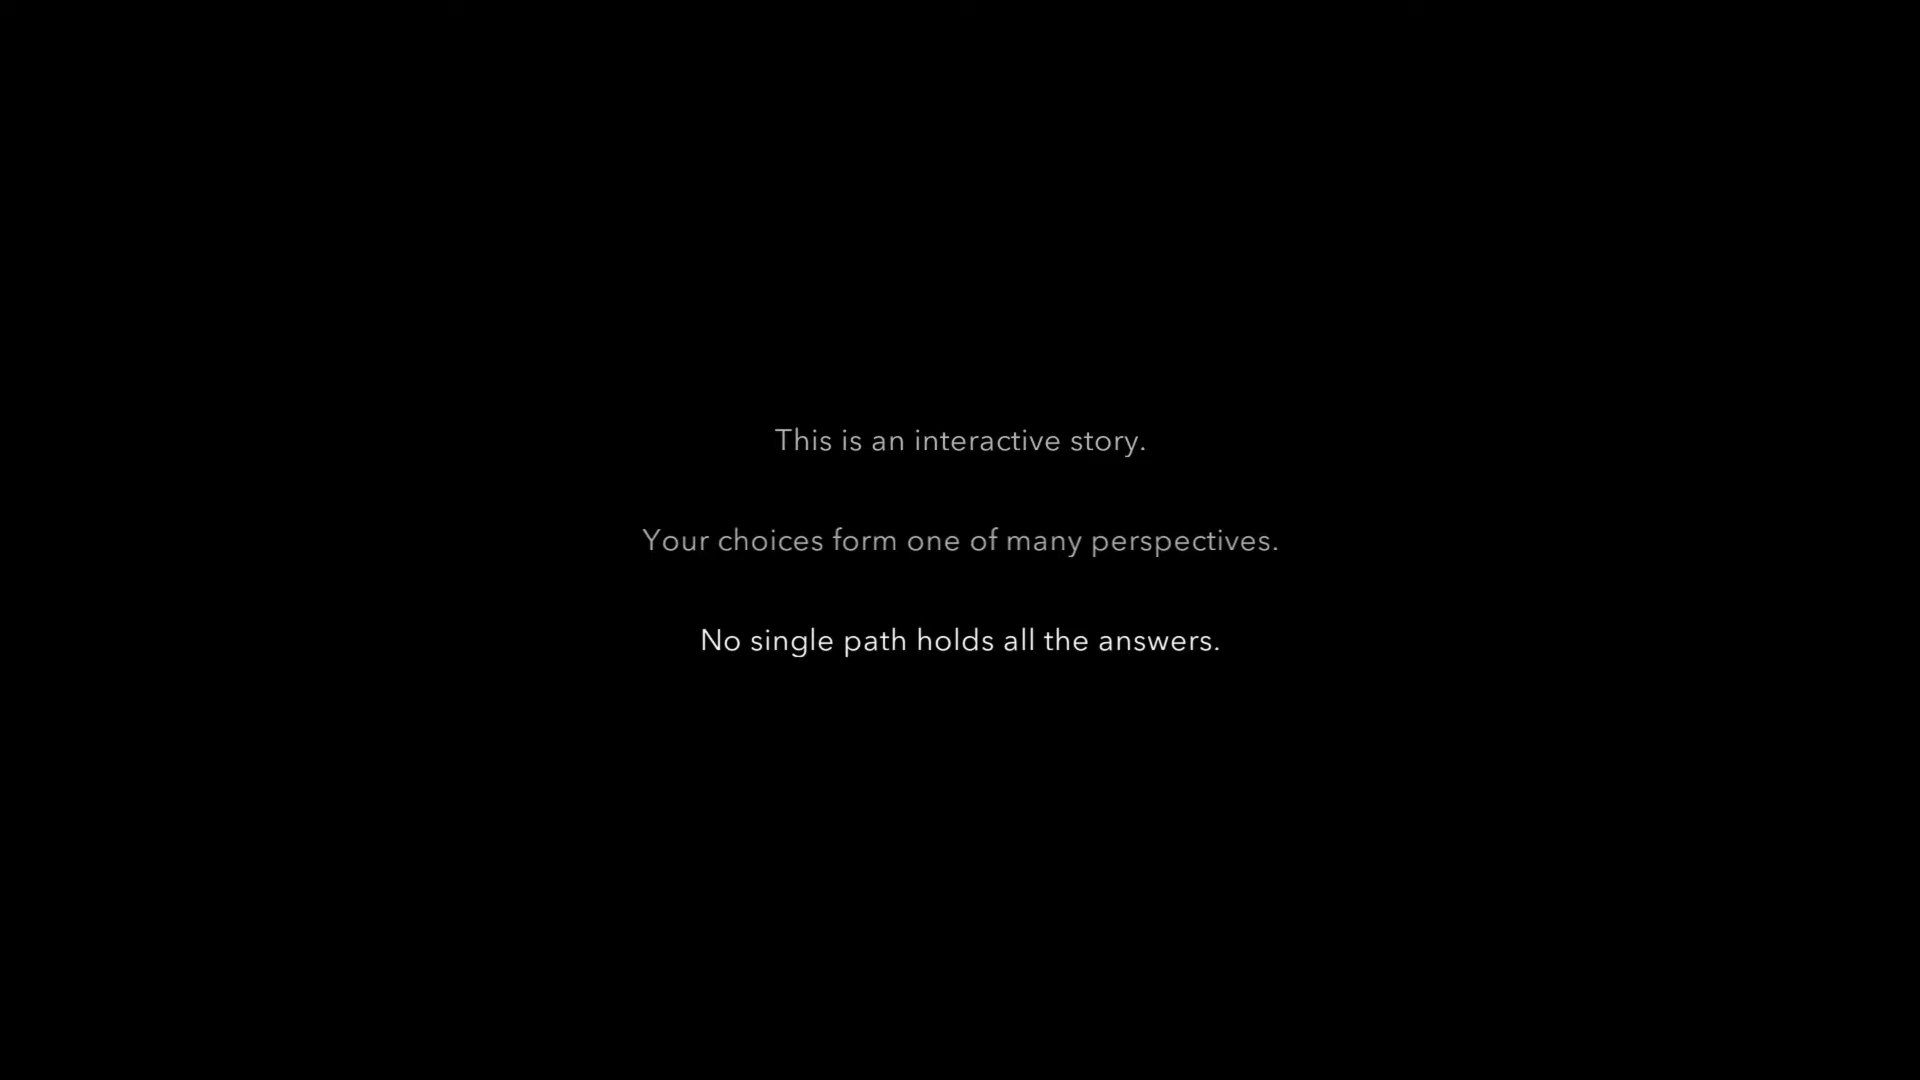 This is an interactive story.
Your choices form one of many perspectives.
No single path holds all the answers.